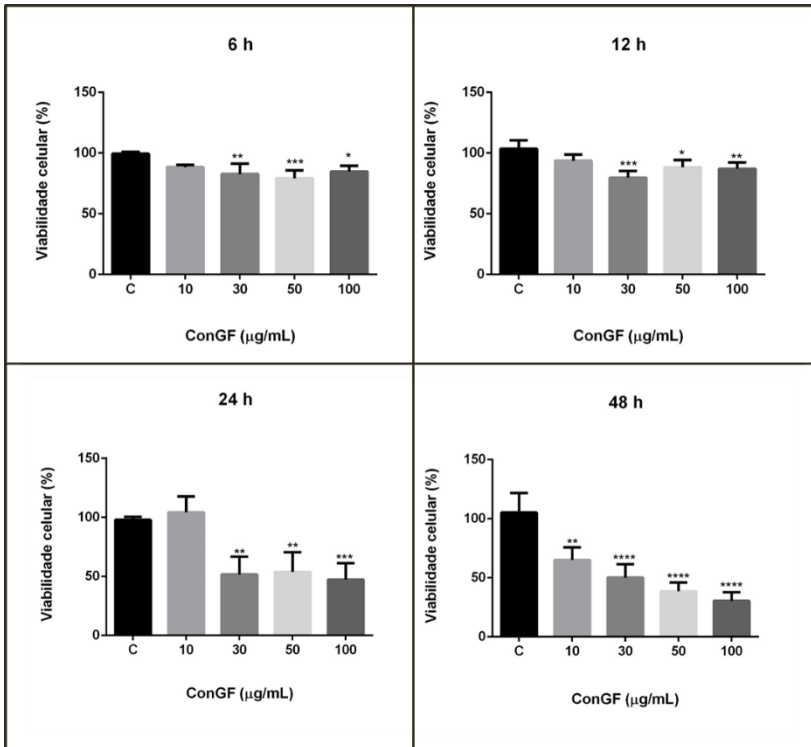 6 h
Viabilidade celular (%)
150
100
50
0
** *** *
C 10 30 50 100
ConGF (μg/mL)
12 h
Viabilidade celular (%)
150
100
50
0
*** * **
C 10 30 50 100
ConGF (μg/mL)
24 h
Viabilidade celular (%)
150
100
50
0
** ** ***
C 10 30 50 100
ConGF (μg/mL)
48 h
Viabilidade celular (%)
150
100
50
0
** **** **** ****
C 10 30 50 100
ConGF (μg/mL)